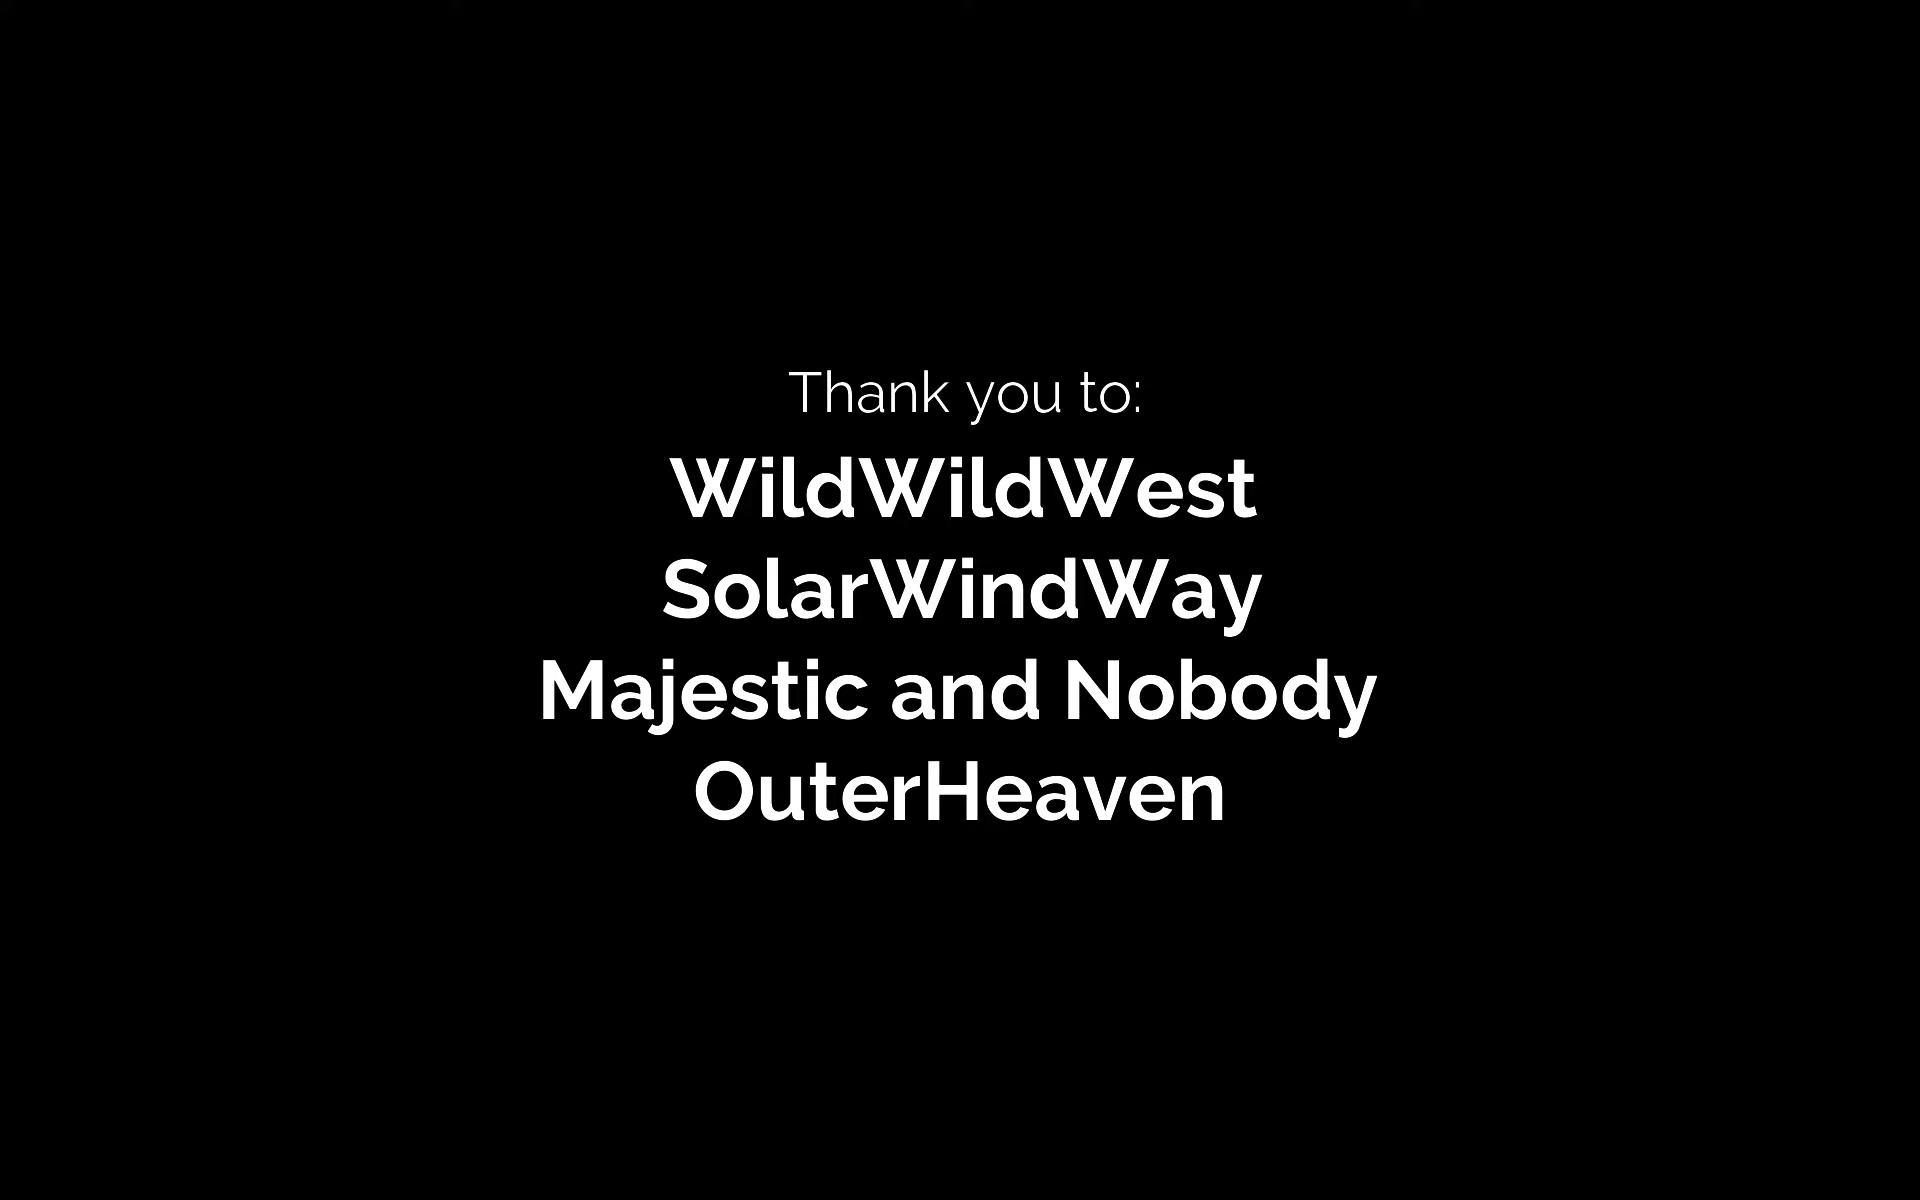 Thank you to:
WildWildWest
SolarWindWay
Majestic and Nobody
OuterHeaven